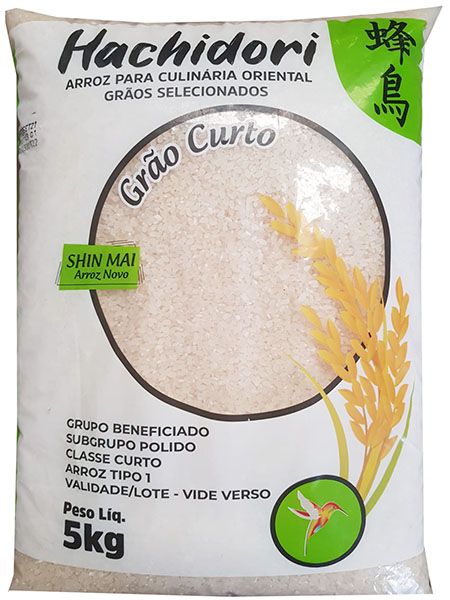 Hachidori
ARROZ PARA CULINÁRIA ORIENTAL
GRÃOS SELECIONADOS
蜂鳥
Grão Curto
SHIN MAI
Arroz Novo
GRUPO BENEFICIADO
SUBGRUPO POLIDO
CLASSE CURTO
ARROZ TIPO 1
VALIDADE/LOTE - VIDE VERSO
Peso Líq.
5kg